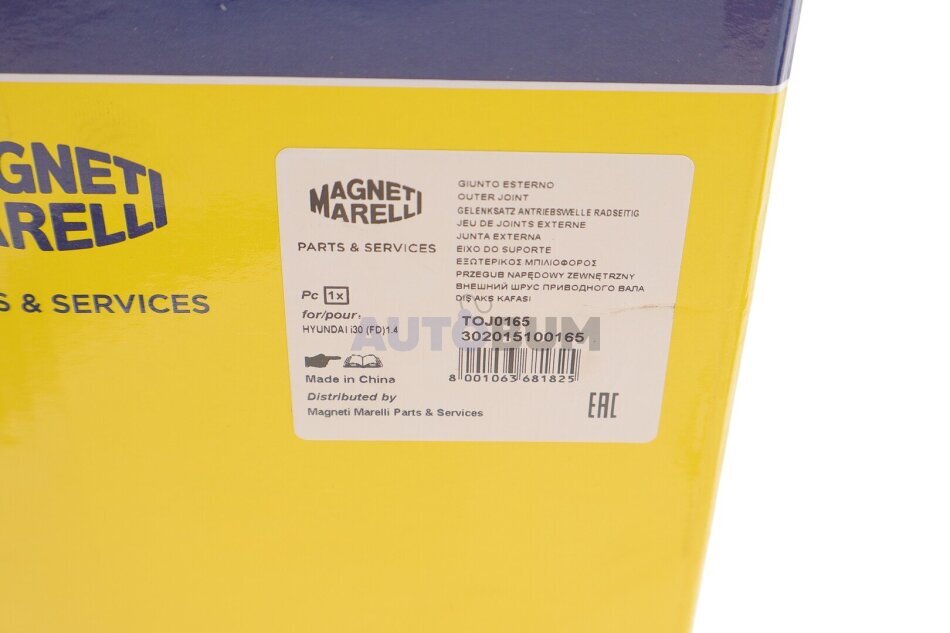 GNETI
ARELLI
S & SERVICES
MAGNETI
MARELLI
PARTS & SERVICES
Pc 1x
for/pour:
HYUNDAI i30 (FD)1.4
Made in China
Distributed by
Magneti Marelli Parts & Services
GIUNTO ESTERNO
OUTER JOINT
GELENKSATZ ANTRIEBSWELLE RADSEITIG
JEU DE JOINTS EXTERNE
JUNTA EXTERNA
EIXO DO SUPORTE
ΕΞΩΤΕΡΙΚΟΣ ΜΠΙΛΙΟΦΟΡΟΣ
PRZEGUB NAPĘDOWY ZEWNĘTRZNY
ВНЕШНИЙ ШРУС ПРИВОДНОГО ВАЛА
DIŞ AKS KAFASI
TOJ0165
302015100165
8 001063 681825
EAC
AUTOBUM